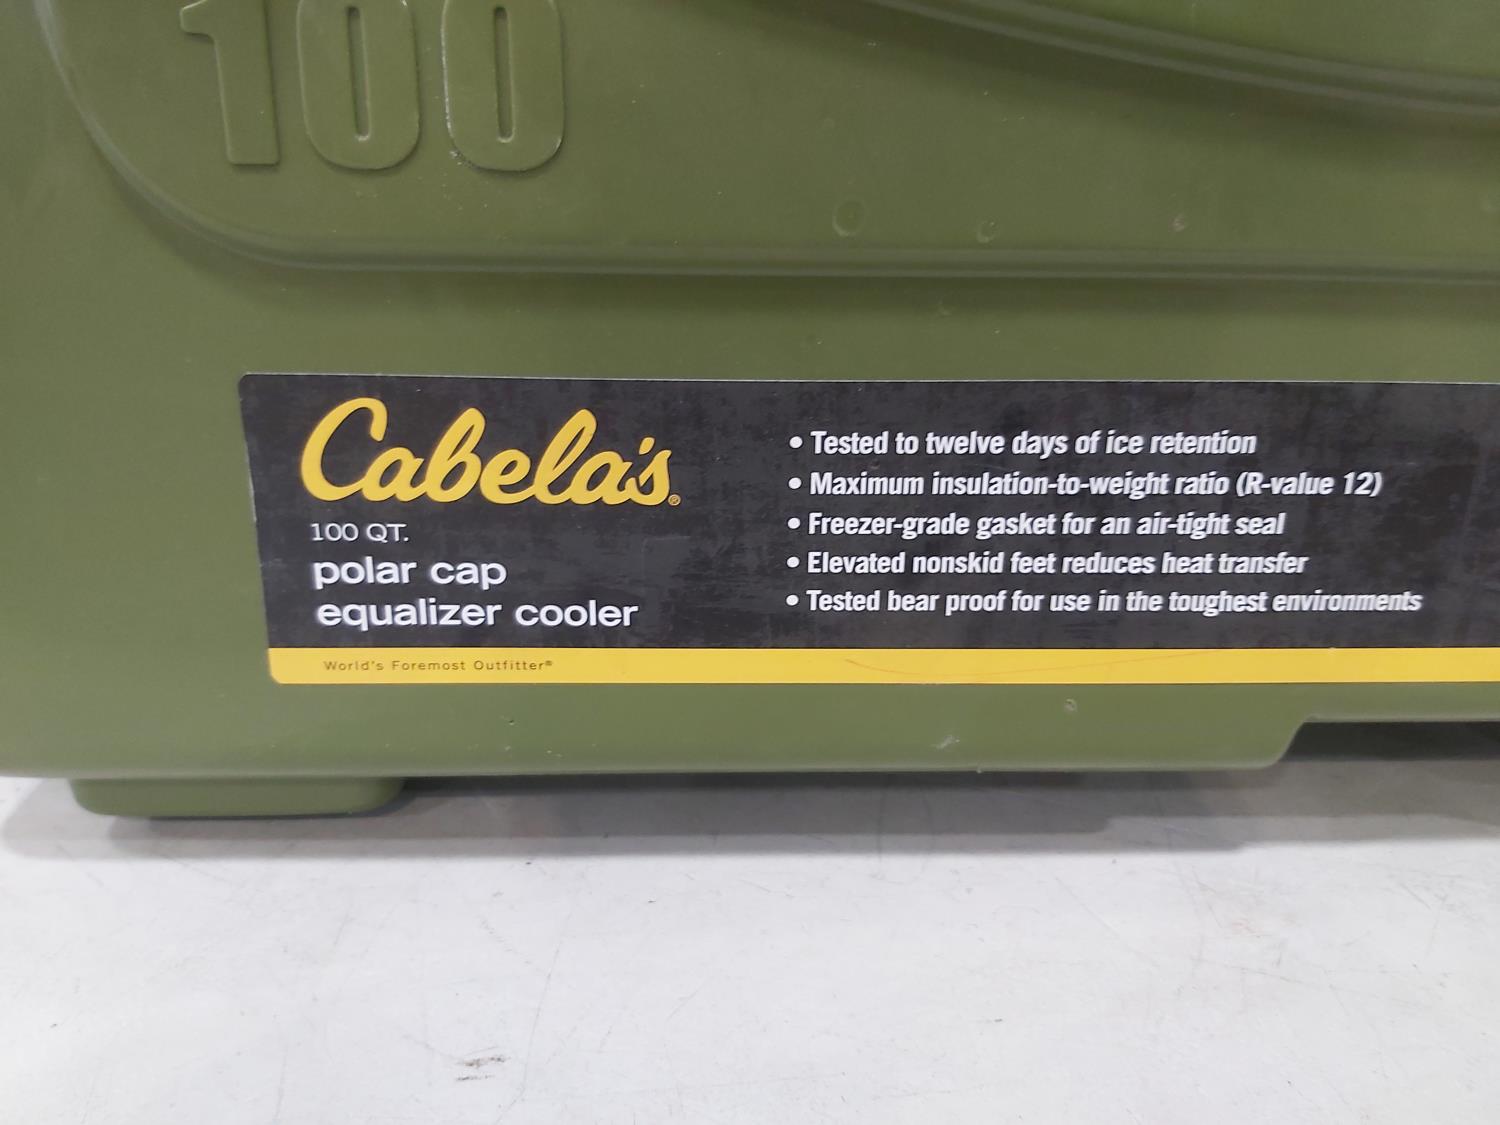 100
Cabela's®
100 QT.
polar cap
equalizer cooler
• Tested to twelve days of ice retention
• Maximum insulation-to-weight ratio (R-value 12)
• Freezer-grade gasket for an air-tight seal
• Elevated nonskid feet reduces heat transfer
• Tested bear proof for use in the toughest environments
World's Foremost Outfitter®